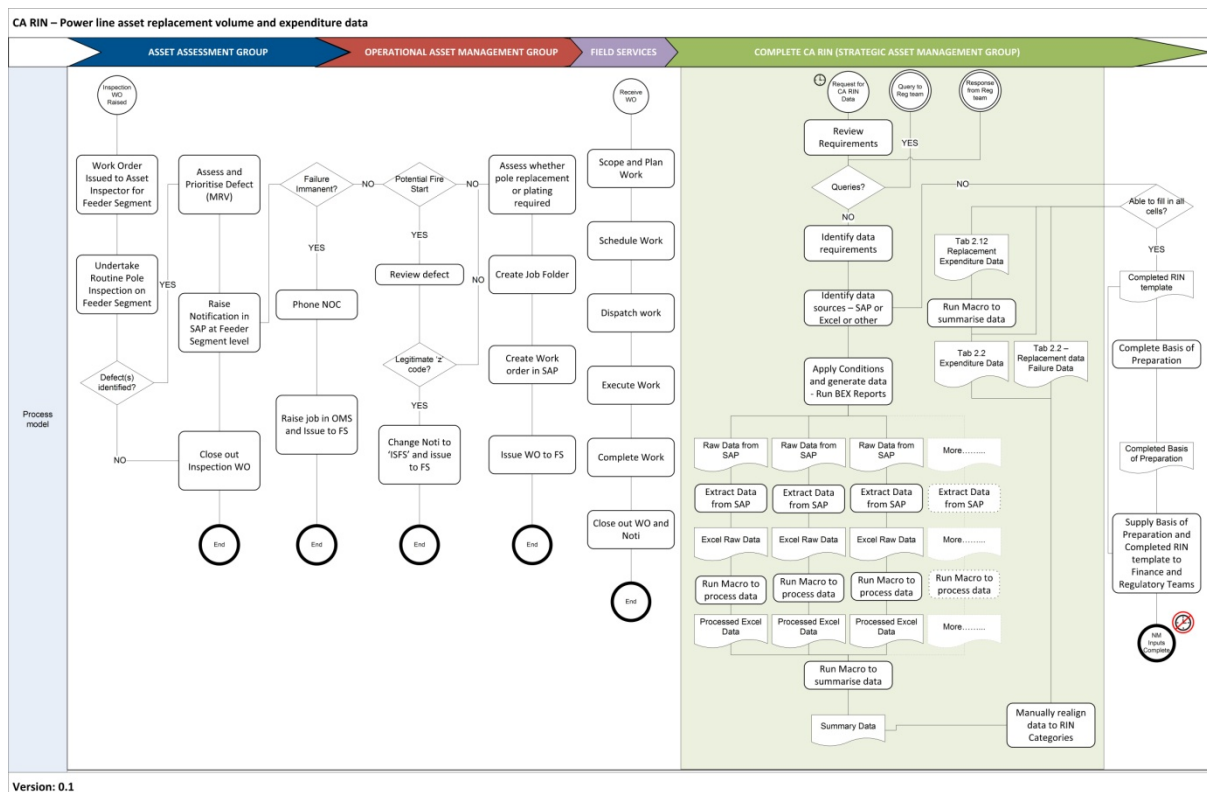 CA RIN – Power line asset replacement volume and expenditure data
ASSET ASSESSMENT GROUP
OPERATIONAL ASSET MANAGEMENT GROUP
FIELD SERVICES
COMPLETE CA RIN (STRATEGIC ASSET MANAGEMENT GROUP)
Process
model
Inspection
WO
Raised
Work Order
Issued to Asset
Inspector for
Feeder Segment
Undertake
Routine Pole
Inspection on
Feeder Segment
YES
Defect(s)
identified?
NO
Assess and
Prioritise Defect
(MRV)
Raise
Notification in
SAP at Feeder
Segment level
Close out
Inspection WO
End
Failure
Immanent?
NO
YES
Phone NOC
Raise job in OMS
and Issue to FS
End
Potential Fire
Start
NO
YES
Review defect
NO
Legitimate 'z'
code?
YES
Change Noti to
'ISFS' and issue
to FS
End
Assess whether
pole replacement
or plating
required
Create Job Folder
Create Work
order in SAP
Issue WO to FS
End
Receive
WO
Scope and Plan
Work
Schedule Work
Dispatch work
Execute Work
Complete Work
Close out WO and
Noti
End
Request for
CA RIN
Data
Query to
Reg team
Response
from Reg
team
Review
Requirements
YES
Queries?
NO
NO
Identify data
requirements
Identify data
sources – SAP or
Excel or other
Apply Conditions
and generate data
- Run BEX Reports
Raw Data from
SAP
Raw Data from
SAP
Raw Data from
SAP
More.........
Extract Data
from SAP
Extract Data
from SAP
Extract Data
from SAP
Extract Data
from SAP
Excel Raw Data
Excel Raw Data
Excel Raw Data
More.........
Run Macro to
process data
Run Macro to
process data
Run Macro to
process data
Run Macro to
process data
Processed Excel
Data
Processed Excel
Data
Processed Excel
Data
More.........
Run Macro to
summarise data
Summary Data
Manually realign
data to RIN
Categories
Tab 2.12
Replacement
Expenditure Data
Run Macro to
summarise data
Tab 2.2
Expenditure Data
Tab 2.2 –
Replacement data
Failure Data
Able to fill in all
cells?
YES
Completed RIN
template
Complete Basis of
Preparation
Completed Basis
of Preparation
Supply Basis of
Preparation and
Completed RIN
template to
Finance and
Regulatory Teams
NM
Inputs
Complete
Version: 0.1